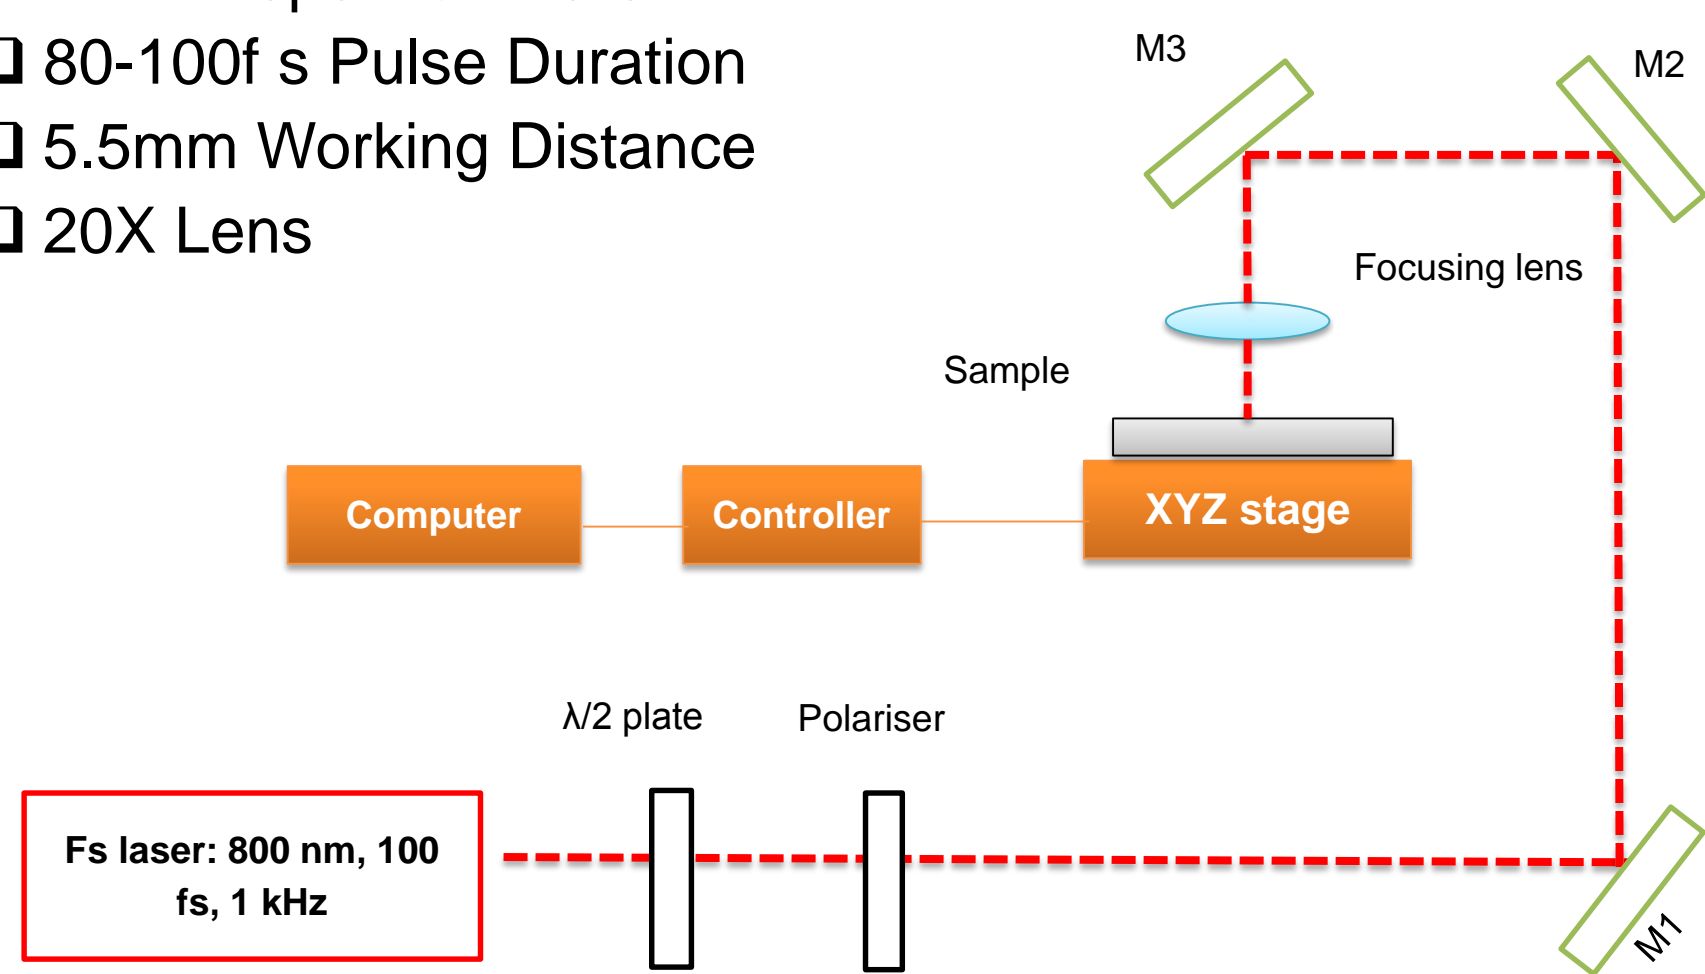 80-100f s Pulse Duration
5.5mm Working Distance
20X Lens
M3
M2
Focusing lens
Sample
Computer
Controller
XYZ stage
λ/2 plate
Polariser
Fs laser: 800 nm, 100
fs, 1 kHz
M1